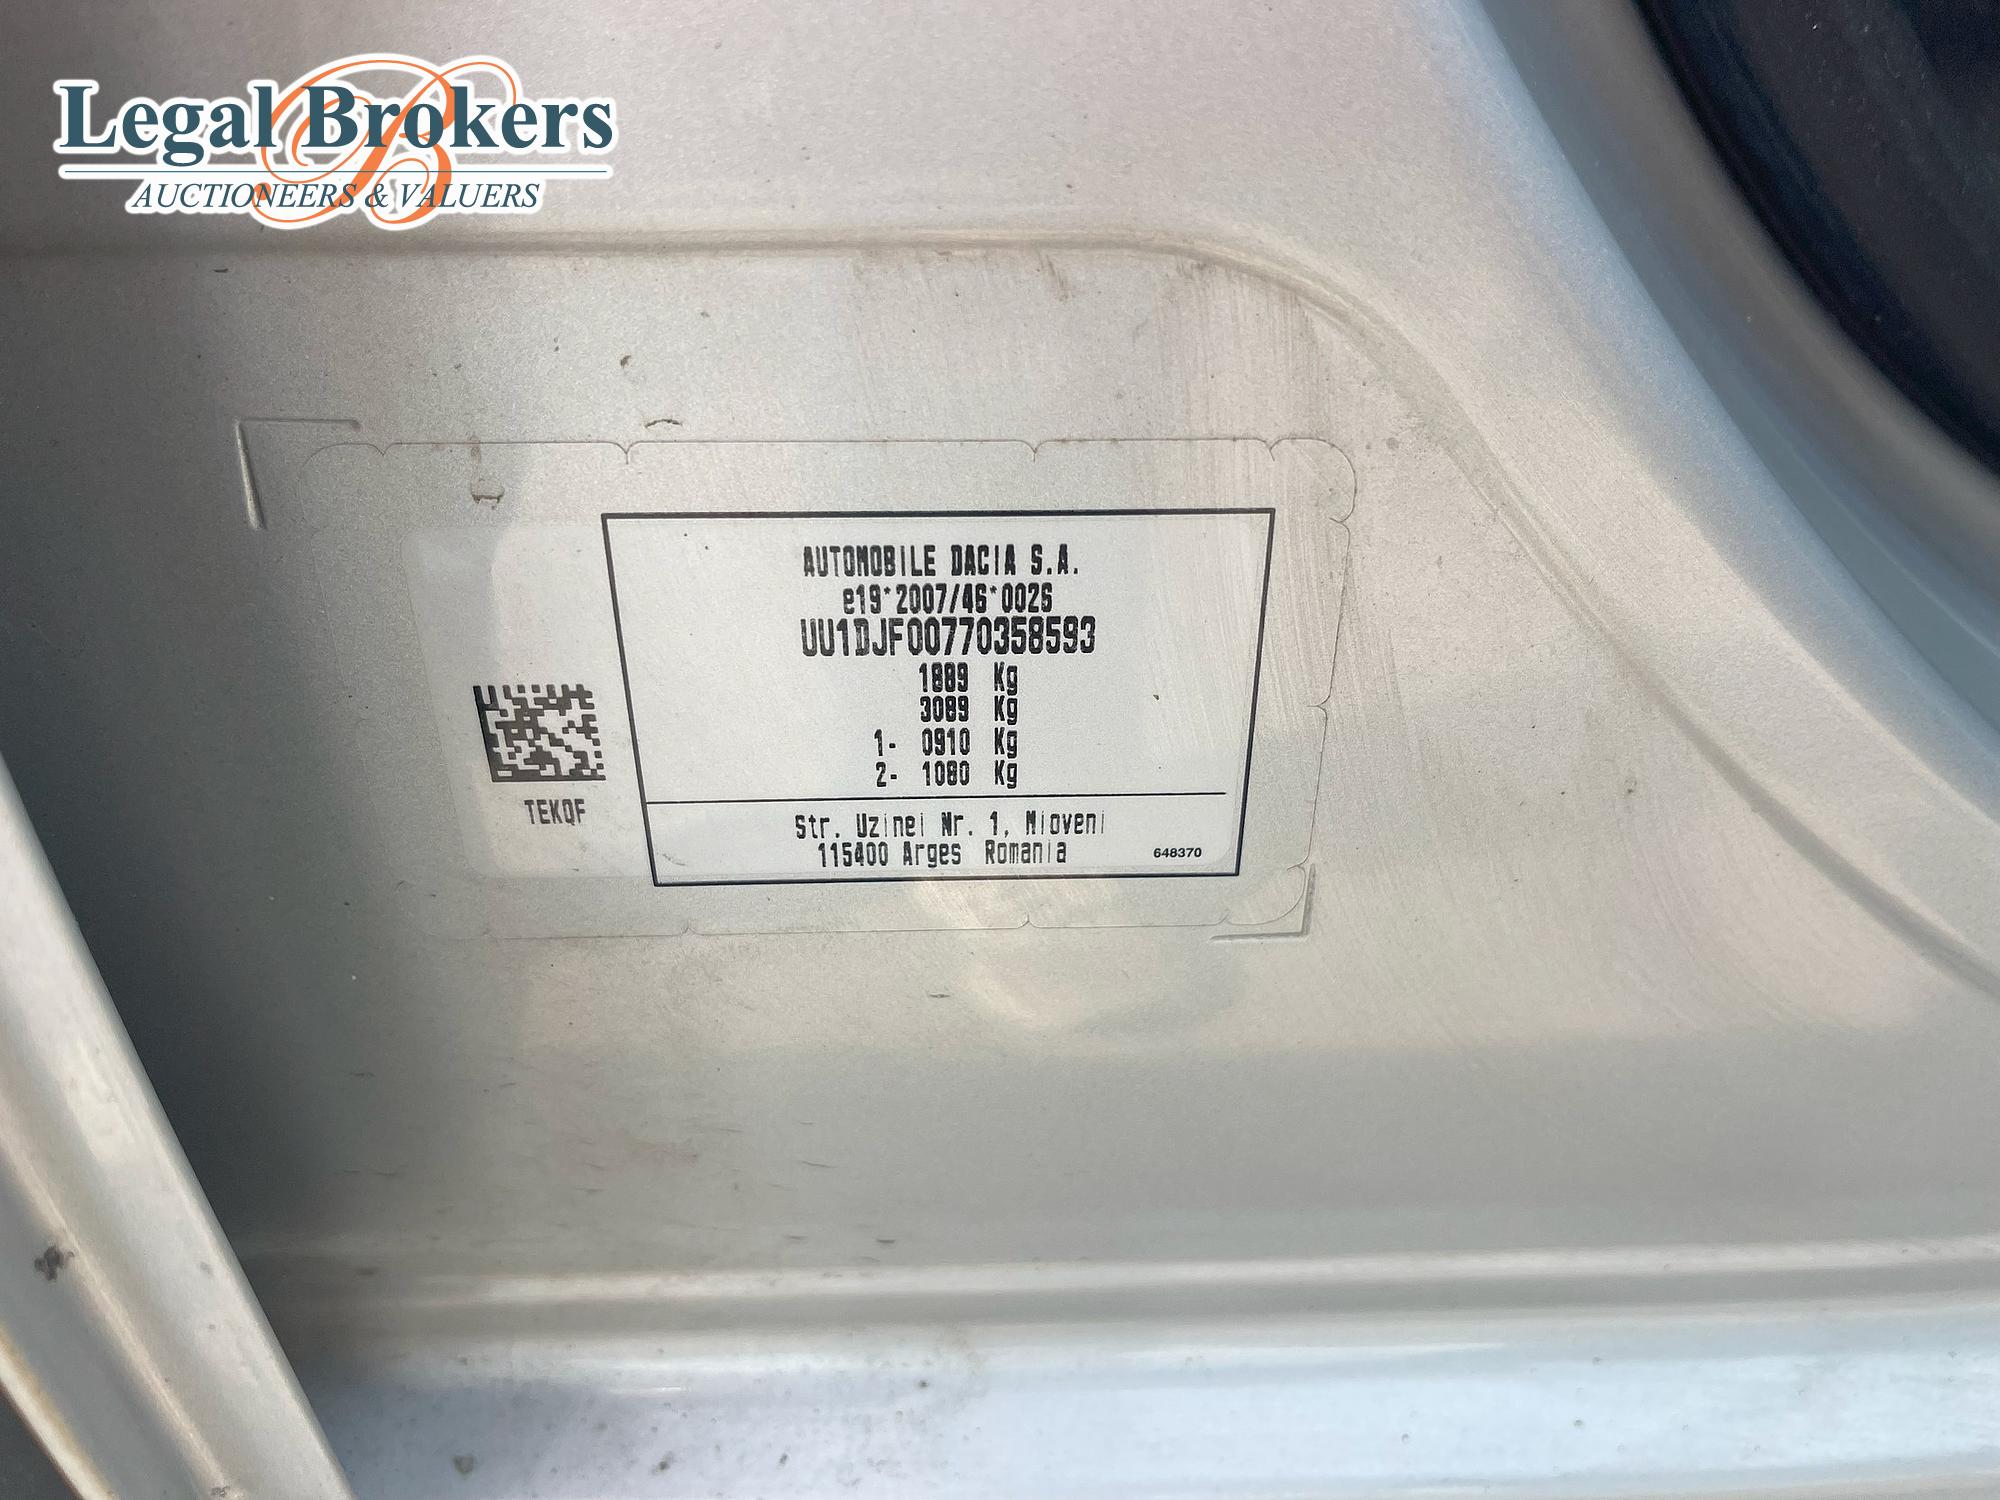 Legal Brokers
AUCTIONEERS & VALUERS
AUTOMOBILE DACIA S.A.
e19*2007/46*0026
UU1DJF00770358593
1889 Kg
3089 Kg
1- 0910 Kg
2- 1080 Kg
TEKQF
Str. Uzinei Nr. 1, Mioveni
115400 Arges Romania
648370